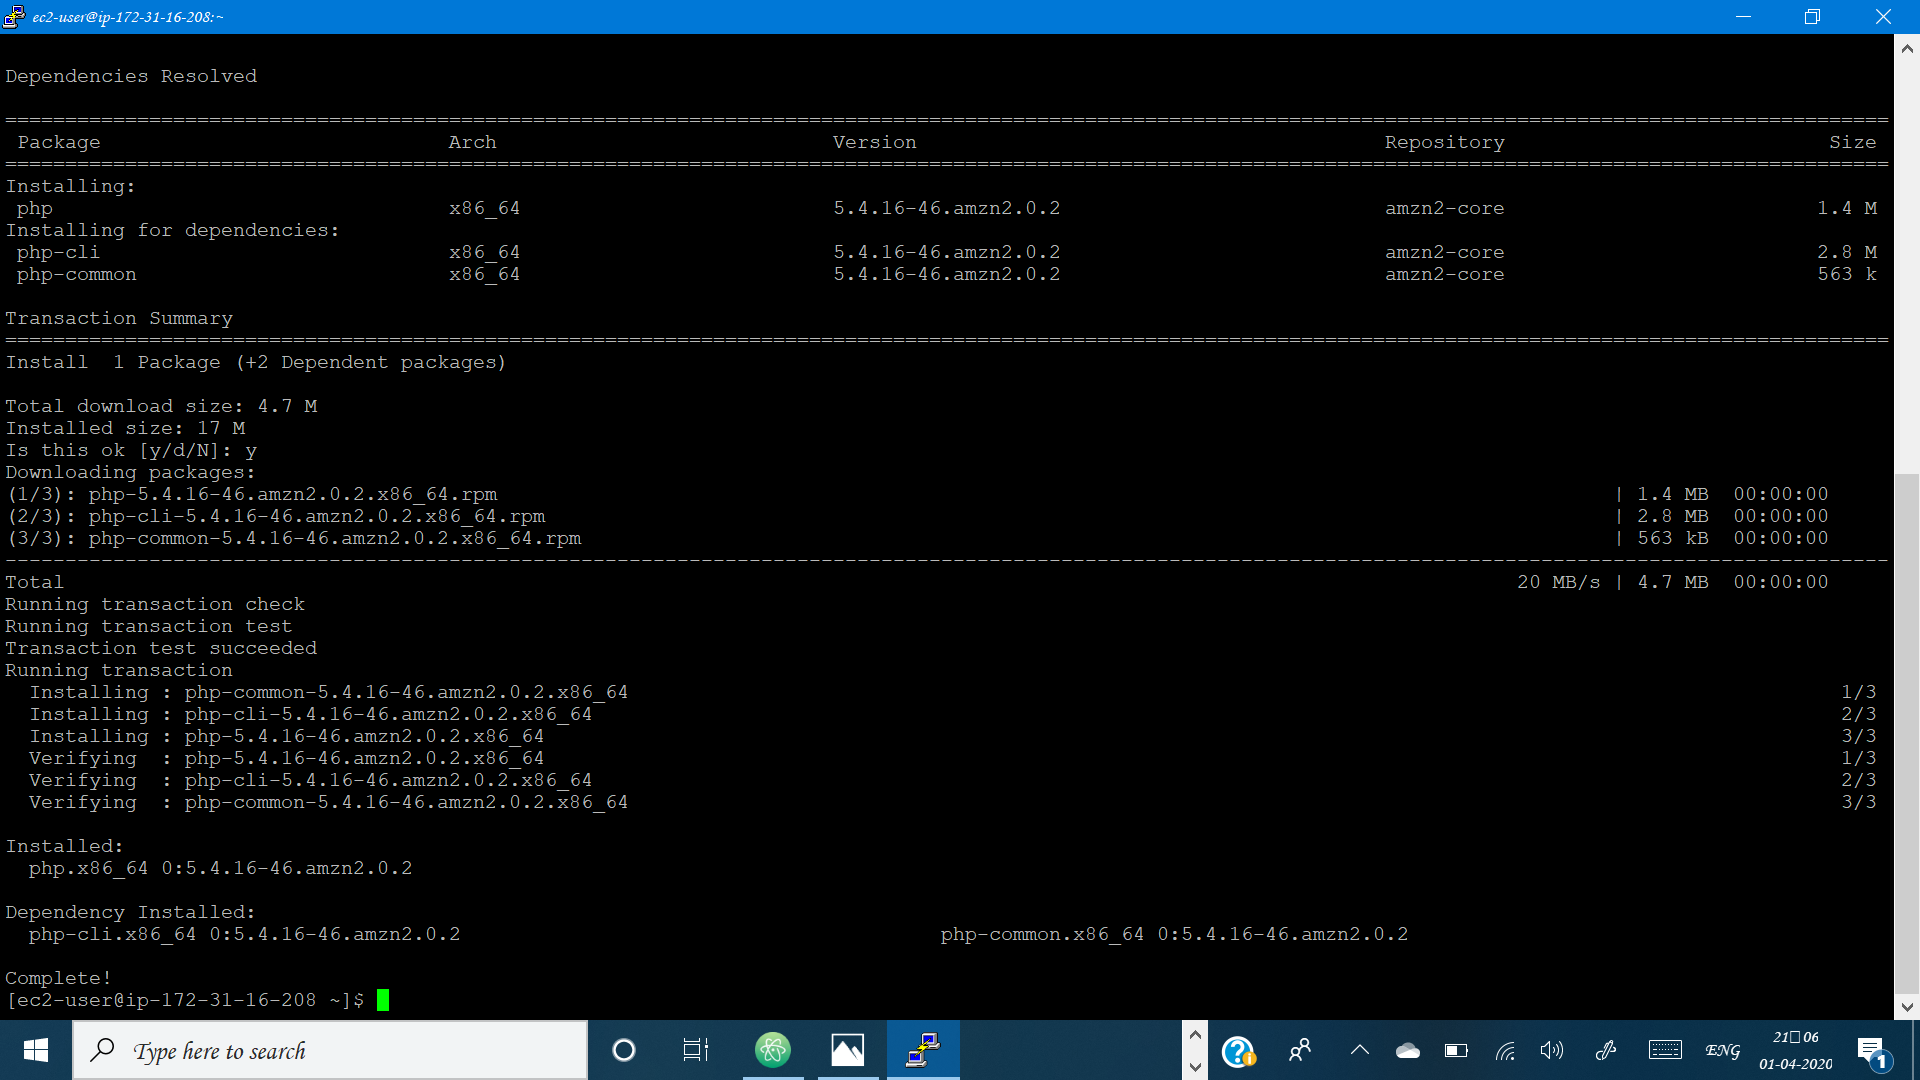 ec2-user@ip-172-31-16-208:~
Dependencies Resolved
================================================================================
Package Arch Version Repository Size
================================================================================
Installing:
php x86_64 5.4.16-46.amzn2.0.2 amzn2-core 1.4 M
Installing for dependencies:
php-cli x86_64 5.4.16-46.amzn2.0.2 amzn2-core 2.8 M
php-common x86_64 5.4.16-46.amzn2.0.2 amzn2-core 563 k
Transaction Summary
================================================================================
Install  1 Package (+2 Dependent packages)
Total download size: 4.7 M
Installed size: 17 M
Is this ok [y/d/N]: y
Downloading packages:
(1/3): php-5.4.16-46.amzn2.0.2.x86_64.rpm | 1.4 MB  00:00:00
(2/3): php-cli-5.4.16-46.amzn2.0.2.x86_64.rpm | 2.8 MB  00:00:00
(3/3): php-common-5.4.16-46.amzn2.0.2.x86_64.rpm | 563 kB  00:00:00
--------------------------------------------------------------------------------
Total 20 MB/s | 4.7 MB  00:00:00
Running transaction check
Running transaction test
Transaction test succeeded
Running transaction
Installing : php-common-5.4.16-46.amzn2.0.2.x86_64 1/3
Installing : php-cli-5.4.16-46.amzn2.0.2.x86_64 2/3
Installing : php-5.4.16-46.amzn2.0.2.x86_64 3/3
Verifying  : php-5.4.16-46.amzn2.0.2.x86_64 1/3
Verifying  : php-cli-5.4.16-46.amzn2.0.2.x86_64 2/3
Verifying  : php-common-5.4.16-46.amzn2.0.2.x86_64 3/3
Installed:
php.x86_64 0:5.4.16-46.amzn2.0.2
Dependency Installed:
php-cli.x86_64 0:5.4.16-46.amzn2.0.2 php-common.x86_64 0:5.4.16-46.amzn2.0.2
Complete!
[ec2-user@ip-172-31-16-208 ~]$
Type here to search
ENG
21▯06
01-04-2020
1